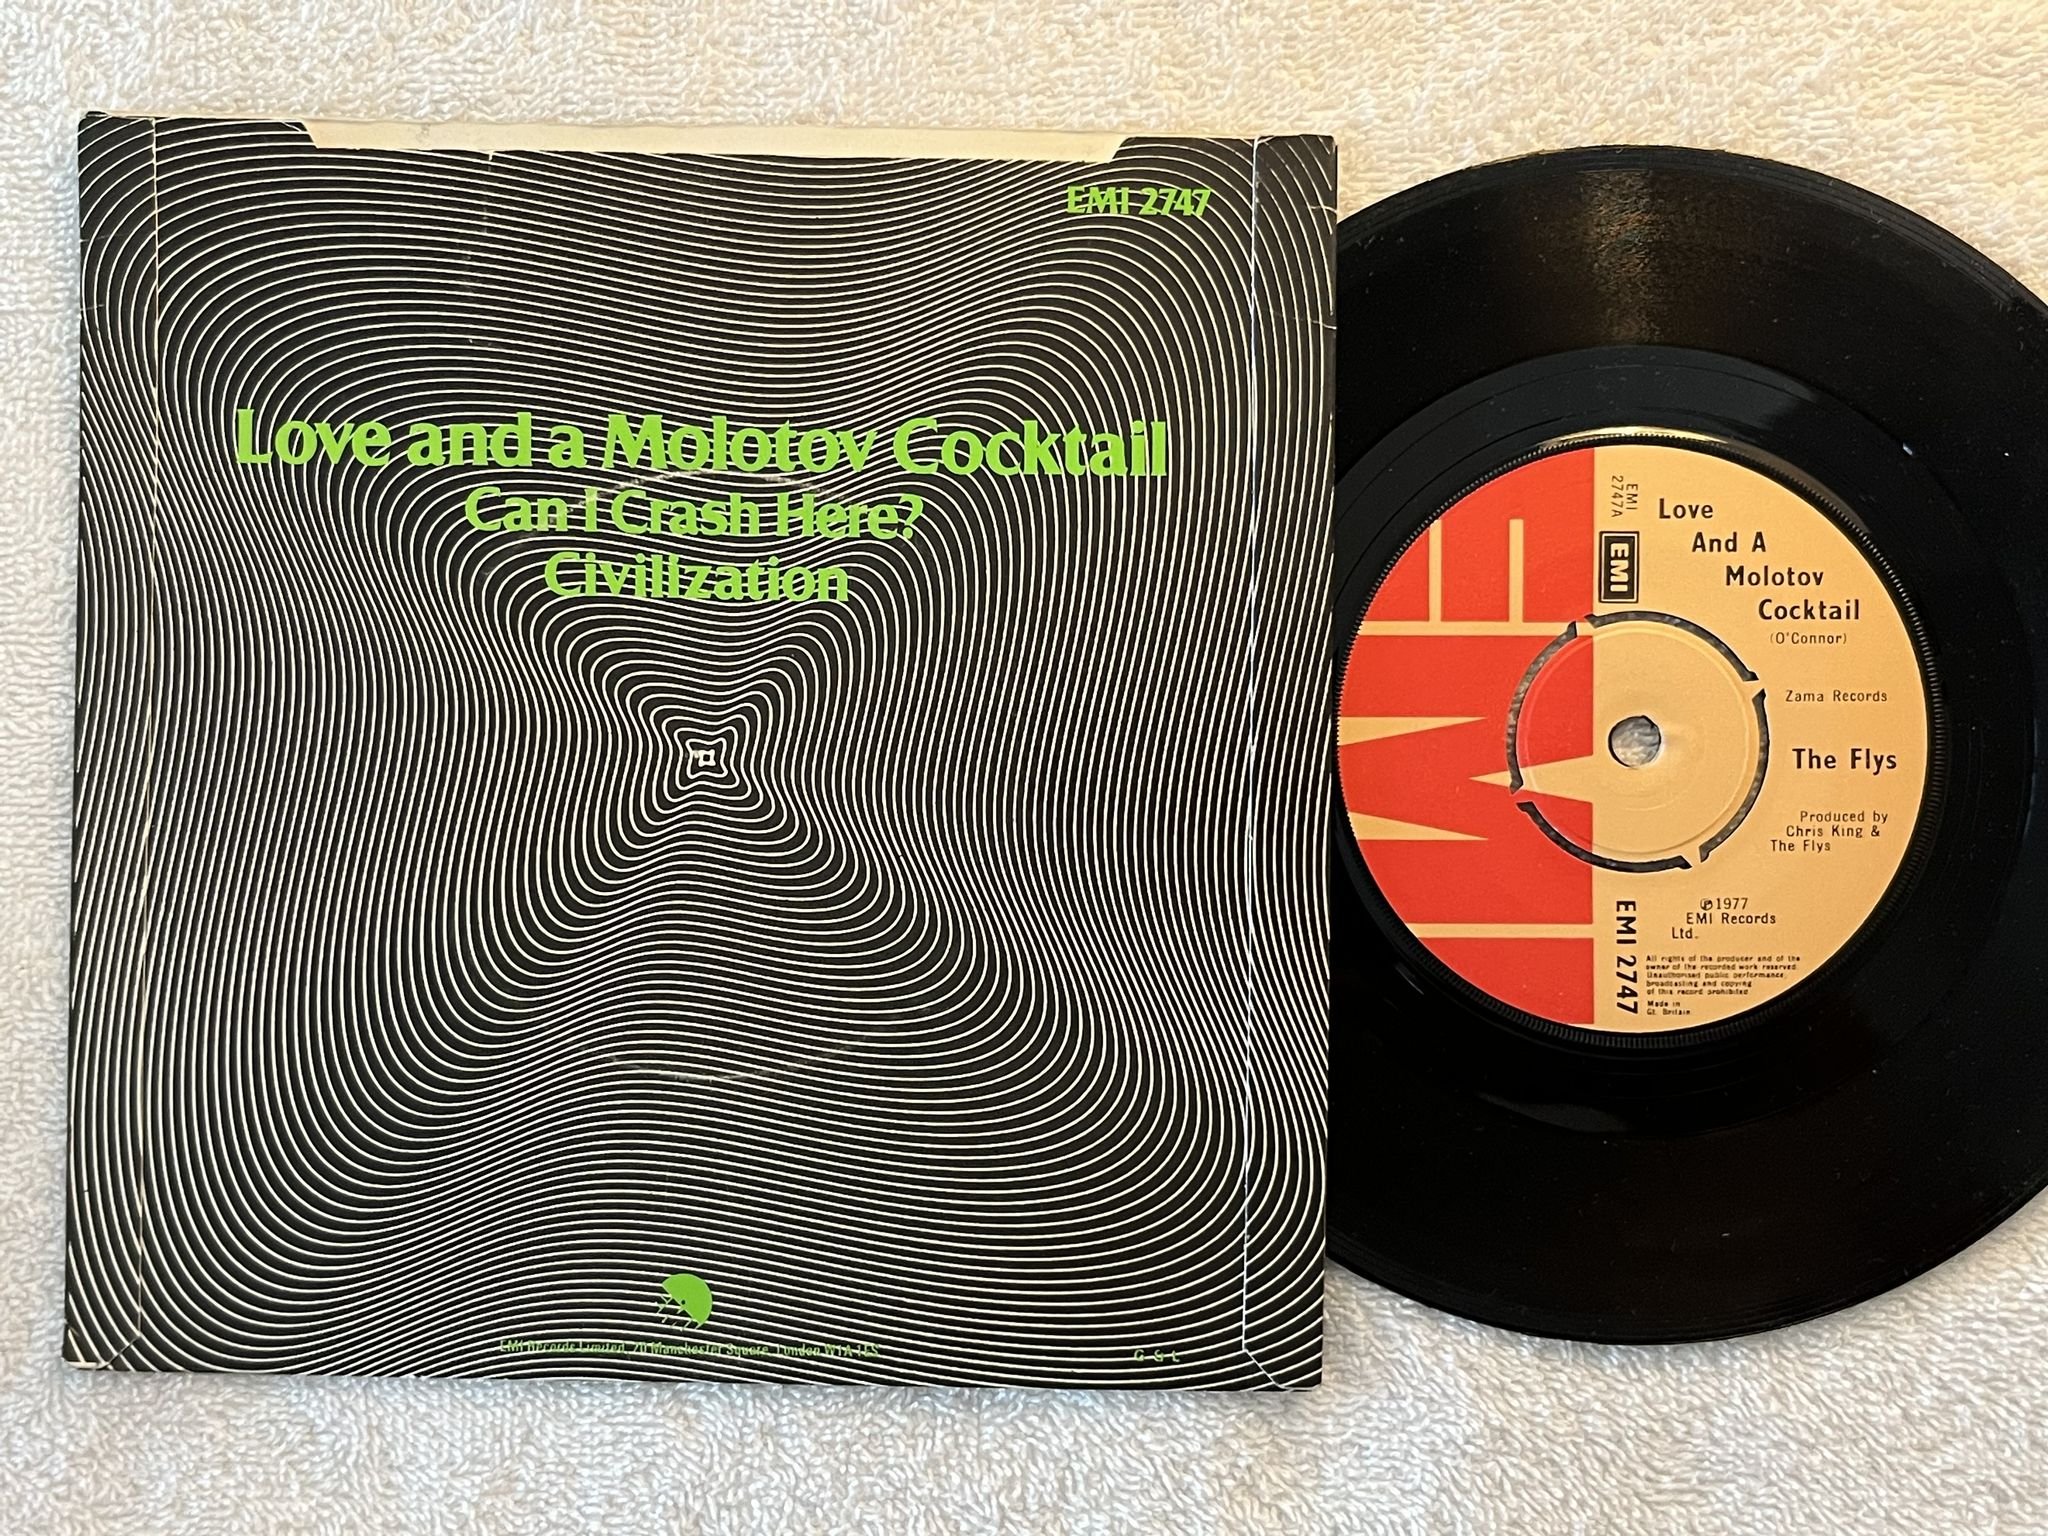 EMI 2747
Love and a Molotov Cocktail
Can I Crash Here?
Civilization
EMI Records Limited, 20 Manchester Square, London W1A 1ES
G & L
EMI
2747A
EMI
Love
And A
Molotov
Cocktail
(O'Connor)
Zama Records
The Flys
Produced by
Chris King &
The Flys
℗1977
EMI Records
Ltd.
EMI 2747
All rights of the producer and of the
owner of the recorded work reserved.
Unauthorised public performance,
broadcasting and copying
of this record prohibited
Made in
Gt. Britain
EMI